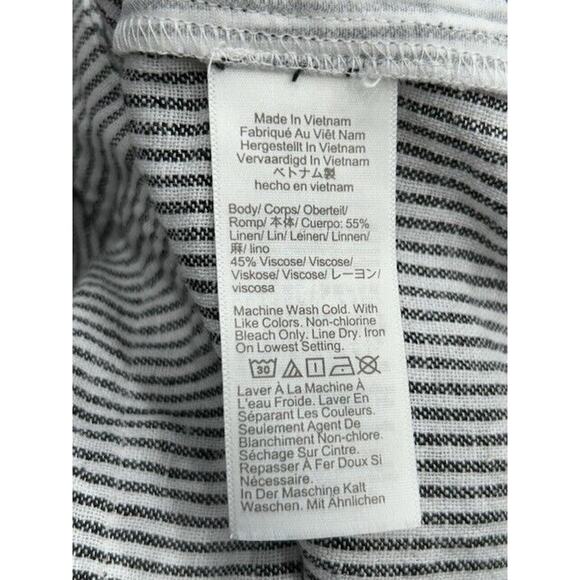 Made In Vietnam
Fabriqué Au Viêt Nam
Hergestellt In Vietnam
Vervaardigd In Vietnam
ベトナム製
hecho en vietnam
Body/ Corps/ Oberteil/
Romp/ 本体/ Cuerpo: 55%
Linen/ Lin/ Leinen/ Linnen/
麻/ lino
45% Viscose/ Viscose/
Viskose/ Viscose/ レーヨン/
viscosa
Machine Wash Cold. With
Like Colors. Non-chlorine
Bleach Only. Line Dry. Iron
On Lowest Setting.
30
Laver À La Machine À
L'eau Froide. Laver En
Séparant Les Couleurs.
Seulement Agent De
Blanchiment Non-chlore.
Séchage Sur Cintre.
Repasser À Fer Doux Si
Nécessaire.
In Der Maschine Kalt
Waschen. Mit Ähnlichen